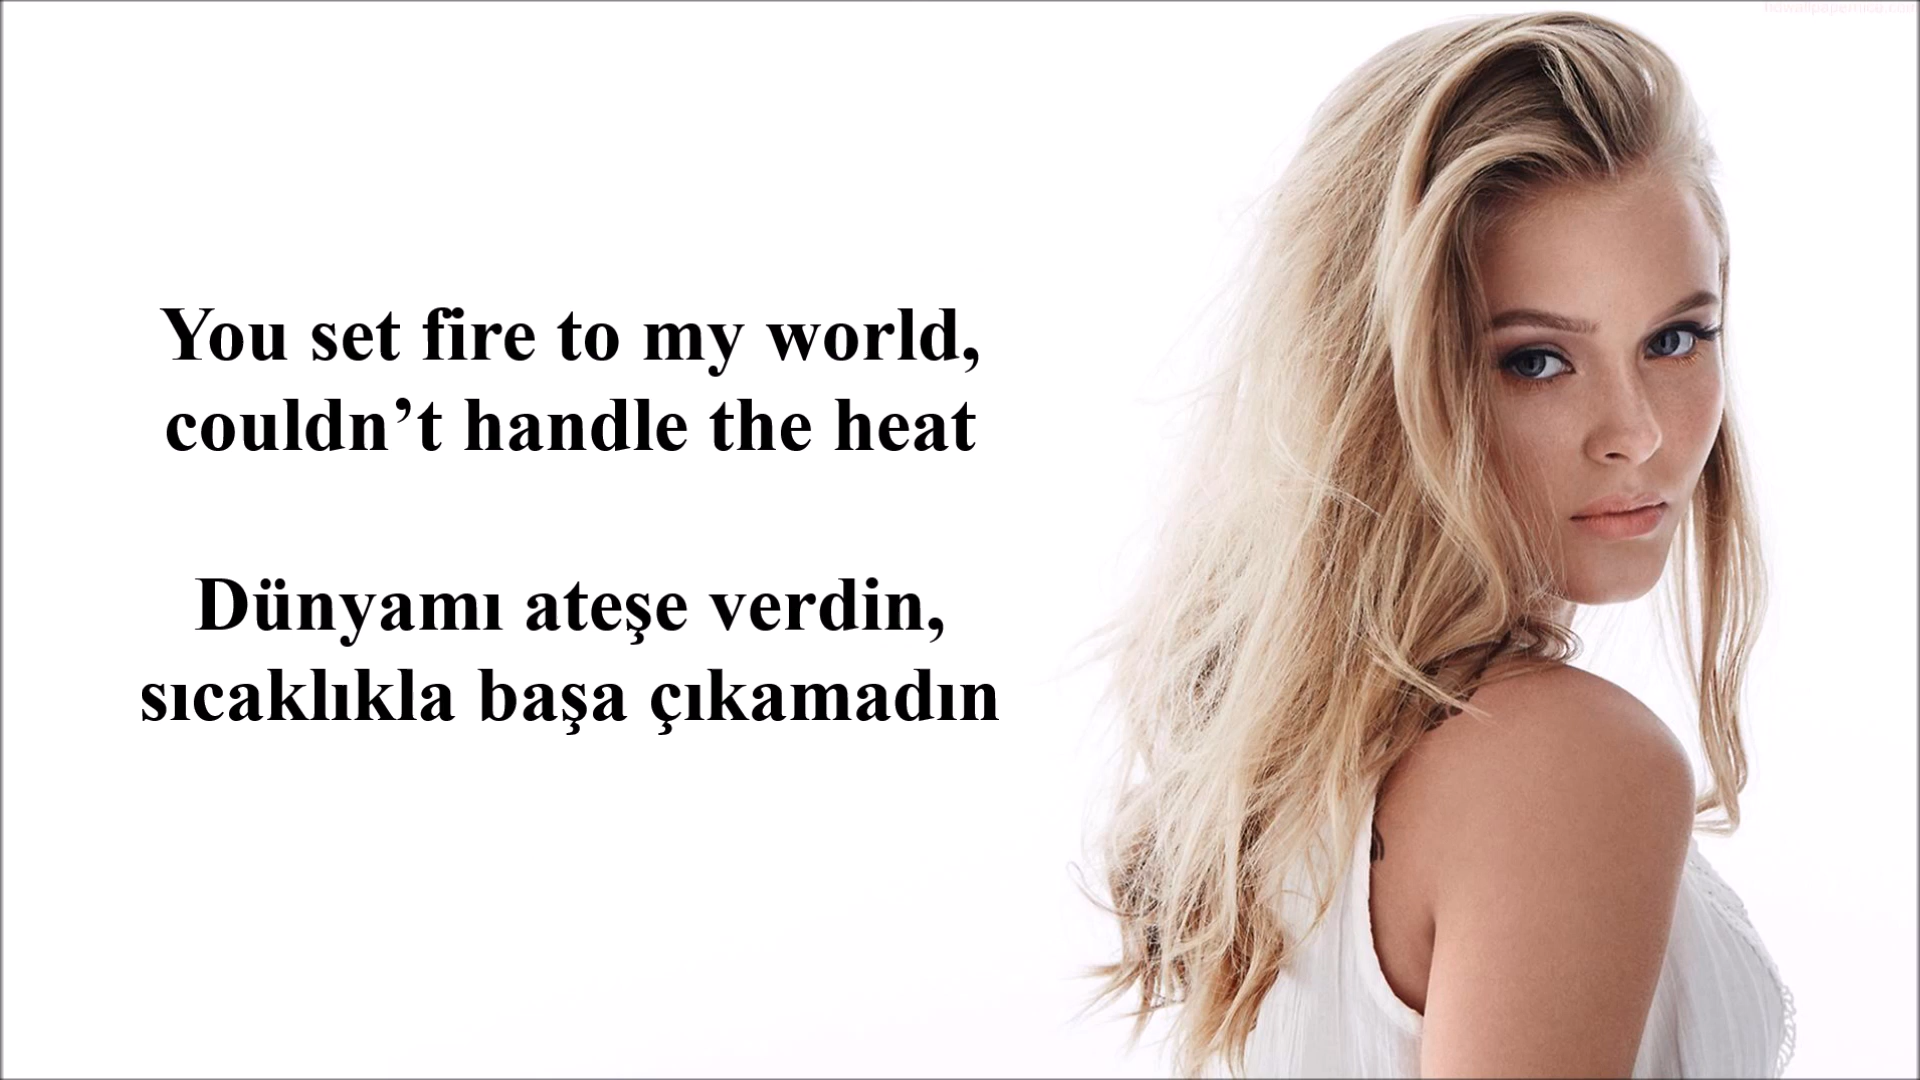 You set fire to my world,
couldn’t handle the heat
Dünyamı ateşe verdin,
sıcaklıkla başa çıkamadın